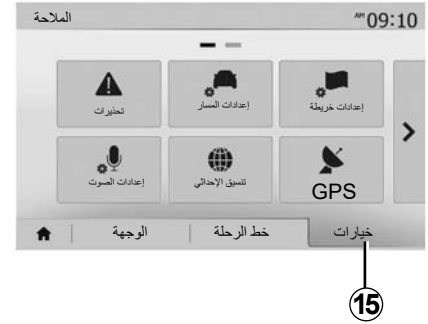 الملاحة
AM 09:10
تحذيرات
إعدادات المسار
إعدادات خريطة
إعدادات الصوت
تنسيق الإحداثي
GPS
الوجهة
خط الرحلة
خيارات
15